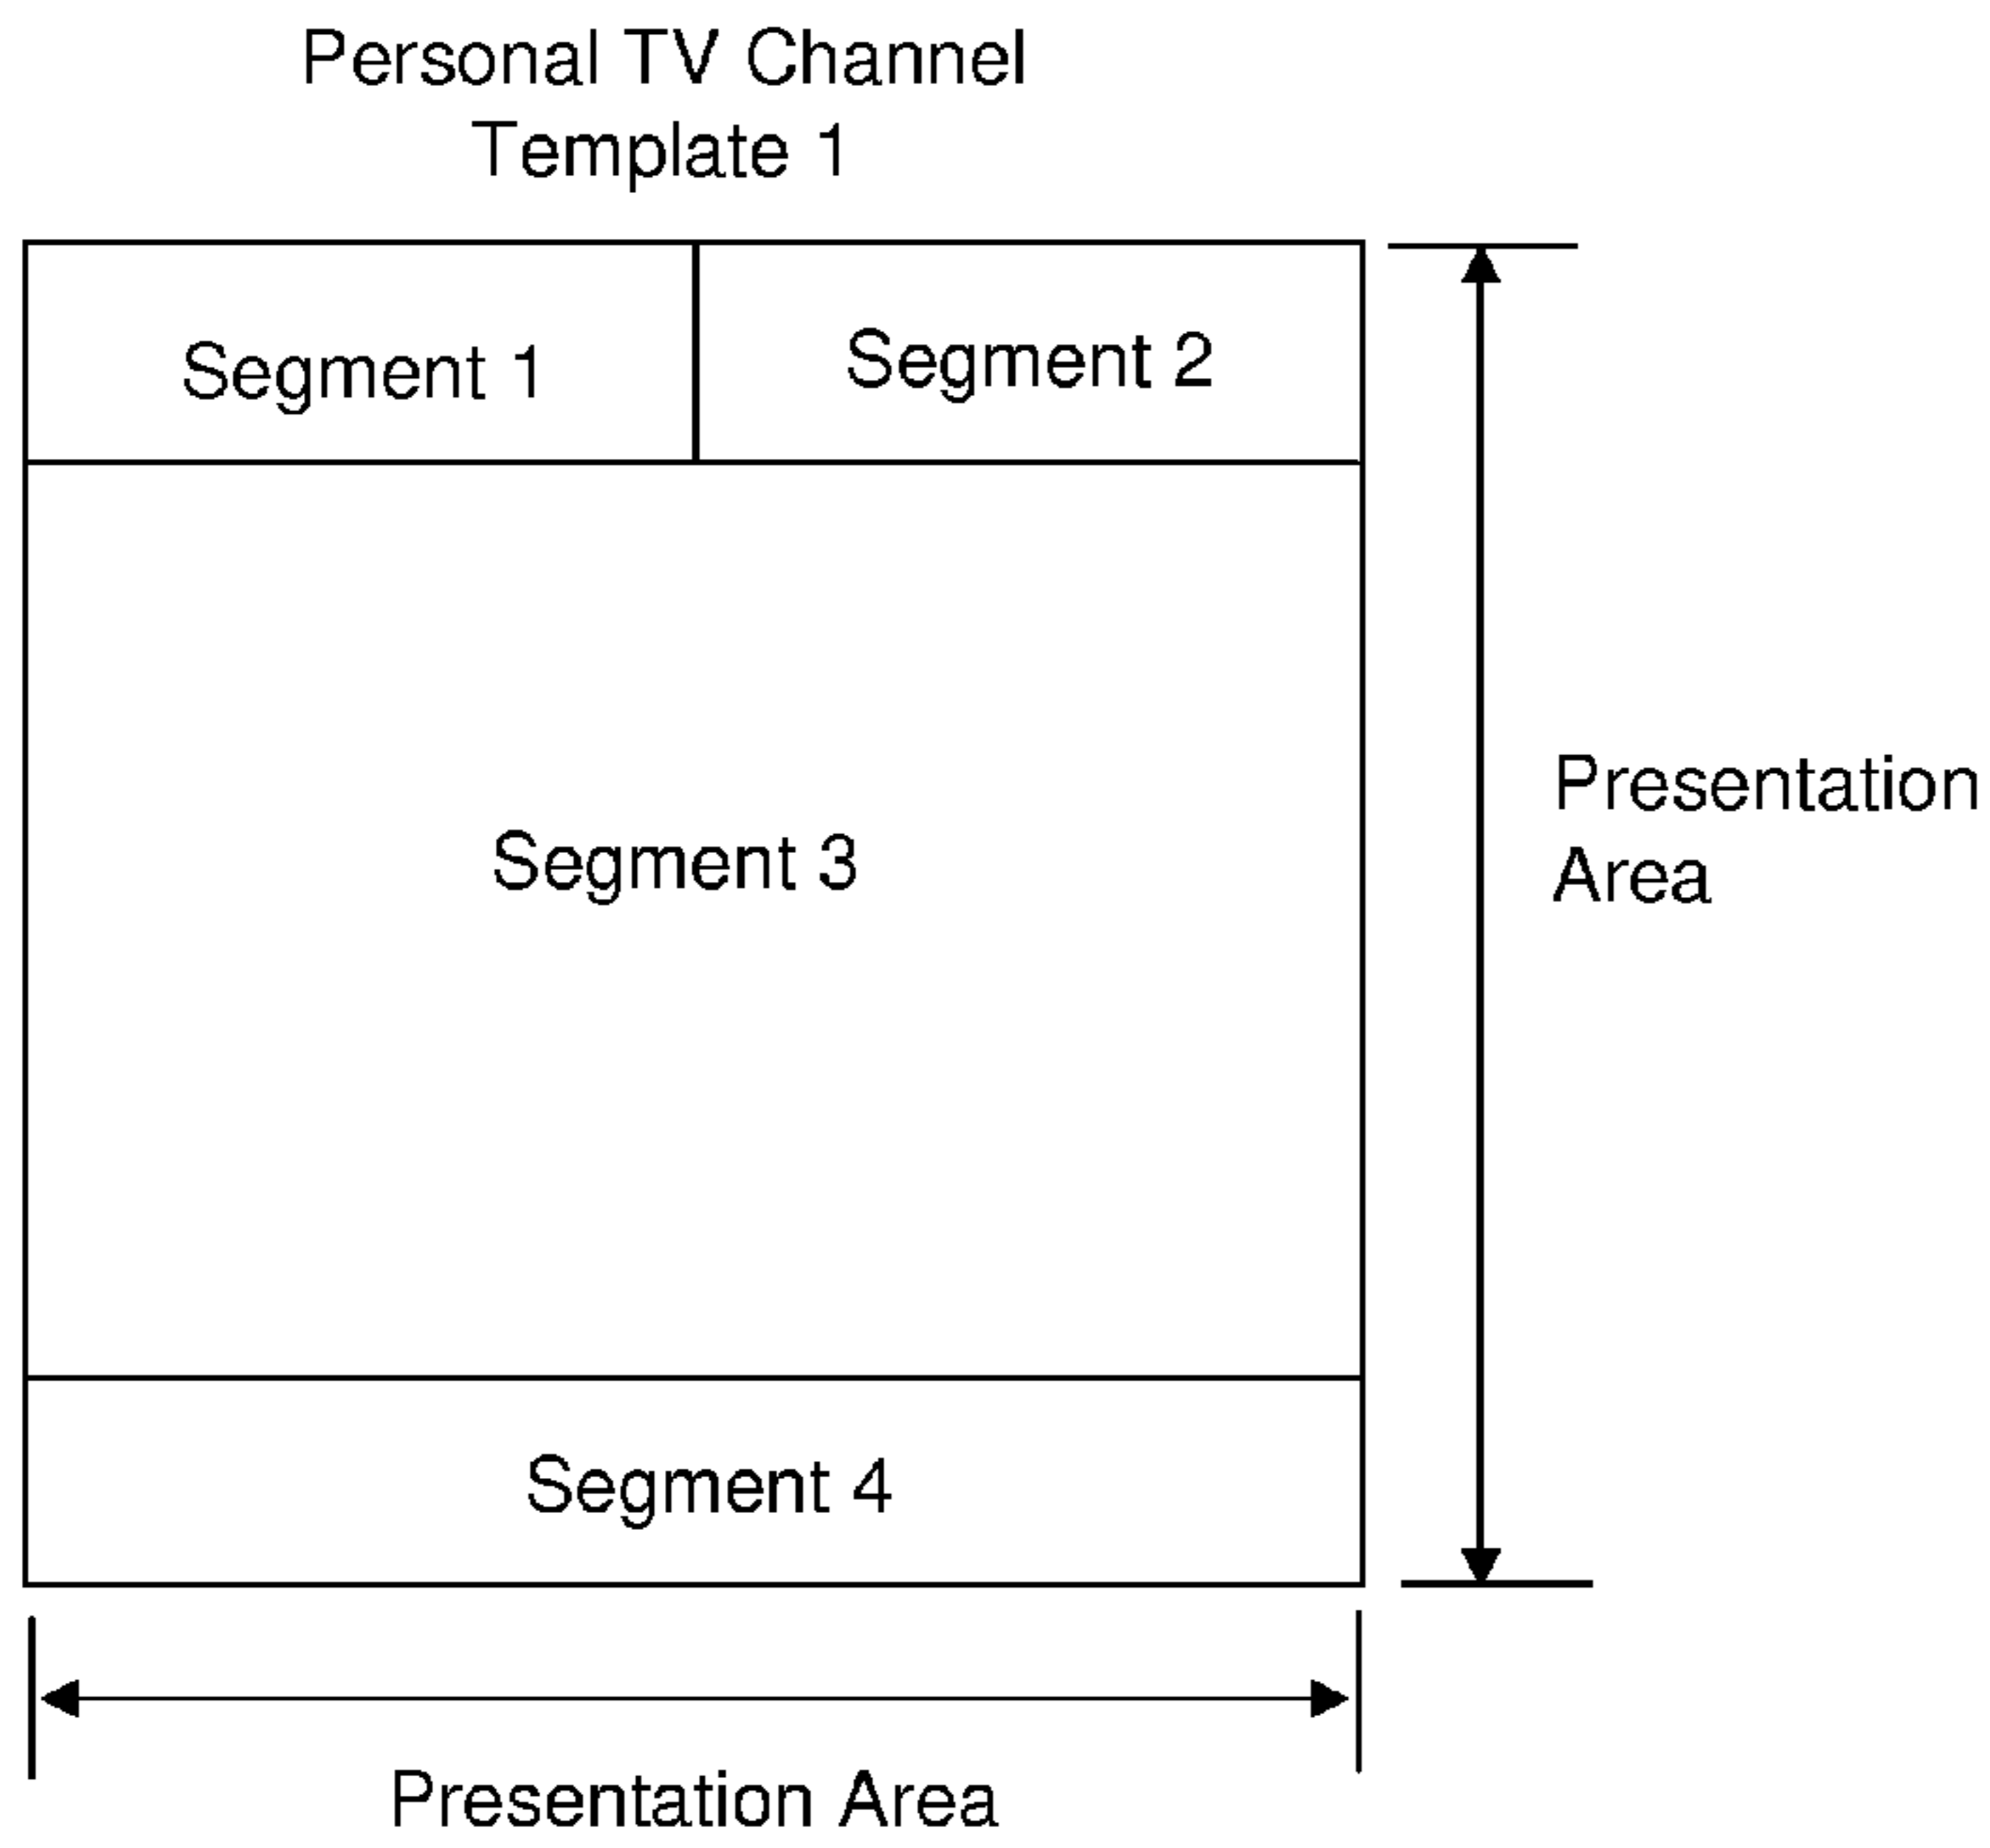 Personal TV Channel
Template 1
Segment 1
Segment 2
Segment 3
Presentation
Area
Segment 4
Presentation Area